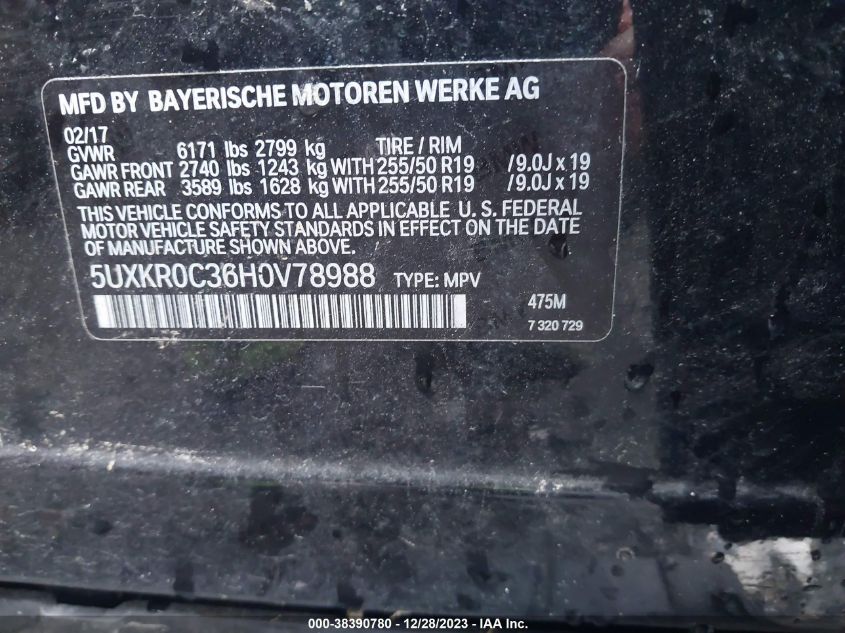 MFD BY BAYERISCHE MOTOREN WERKE AG
02/17
GVWR 6171 lbs 2799 kg TIRE / RIM
GAWR FRONT 2740 lbs 1243 kg WITH 255/50 R19 /9.0J x 19
GAWR REAR 3589 lbs 1628 kg WITH 255/50 R19 /9.0J x 19
THIS VEHICLE CONFORMS TO ALL APPLICABLE U. S. FEDERAL
MOTOR VEHICLE SAFETY STANDARDS IN EFFECT ON THE DATE
OF MANUFACTURE SHOWN ABOVE.
5UXKR0C36H0V78988 TYPE: MPV
475M
7 320 729
000-38390780 - 12/28/2023 - IAA Inc.